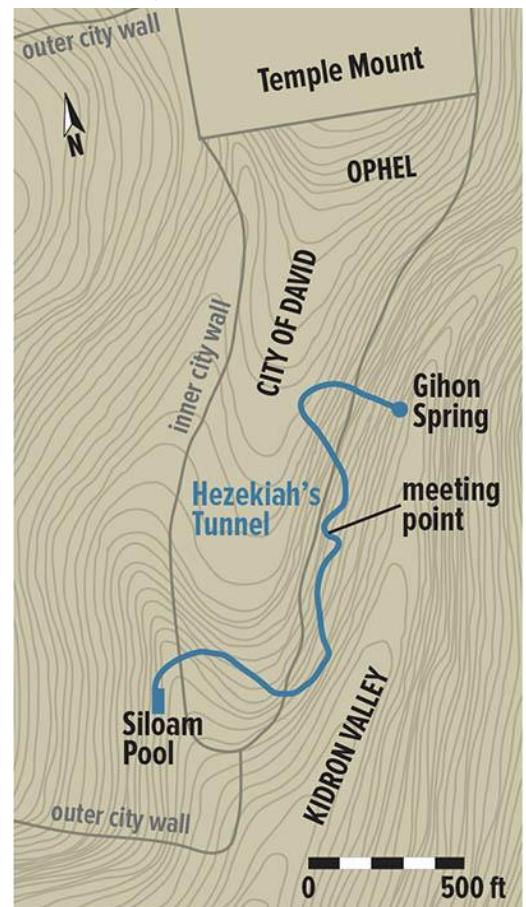 outer city wall
Temple Mount
N
OPHEL
CITY OF DAVID
inner city wall
Gihon
Spring
Hezekiah's
Tunnel
meeting
point
Siloam
Pool
KIDRON VALLEY
outer city wall
0 500 ft